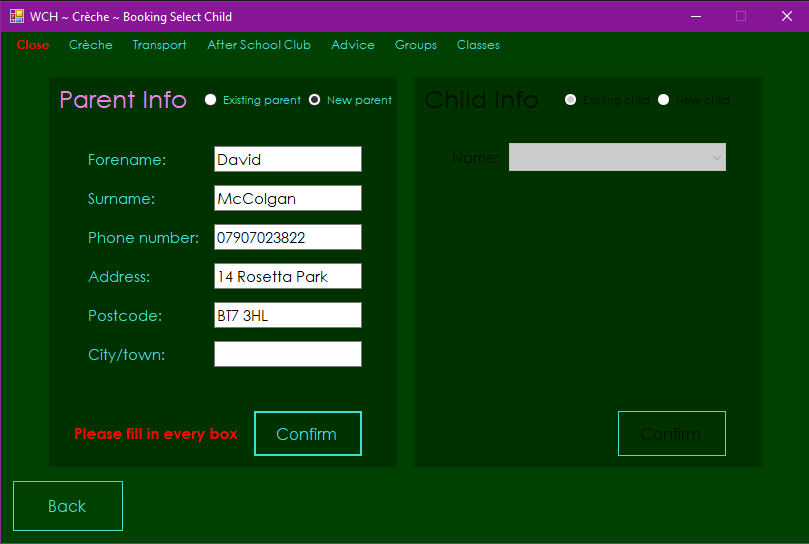 WCH ~ Crèche ~ Booking Select Child
Close Crèche Transport After School Club Advice Groups Classes
Parent Info Existing parent New parent
Forename: David
Surname: McColgan
Phone number: 07907023822
Address: 14 Rosetta Park
Postcode: BT7 3HL
City/town:
Please fill in every box Confirm
Child Info Existing child New child
Name:
Confirm
Back